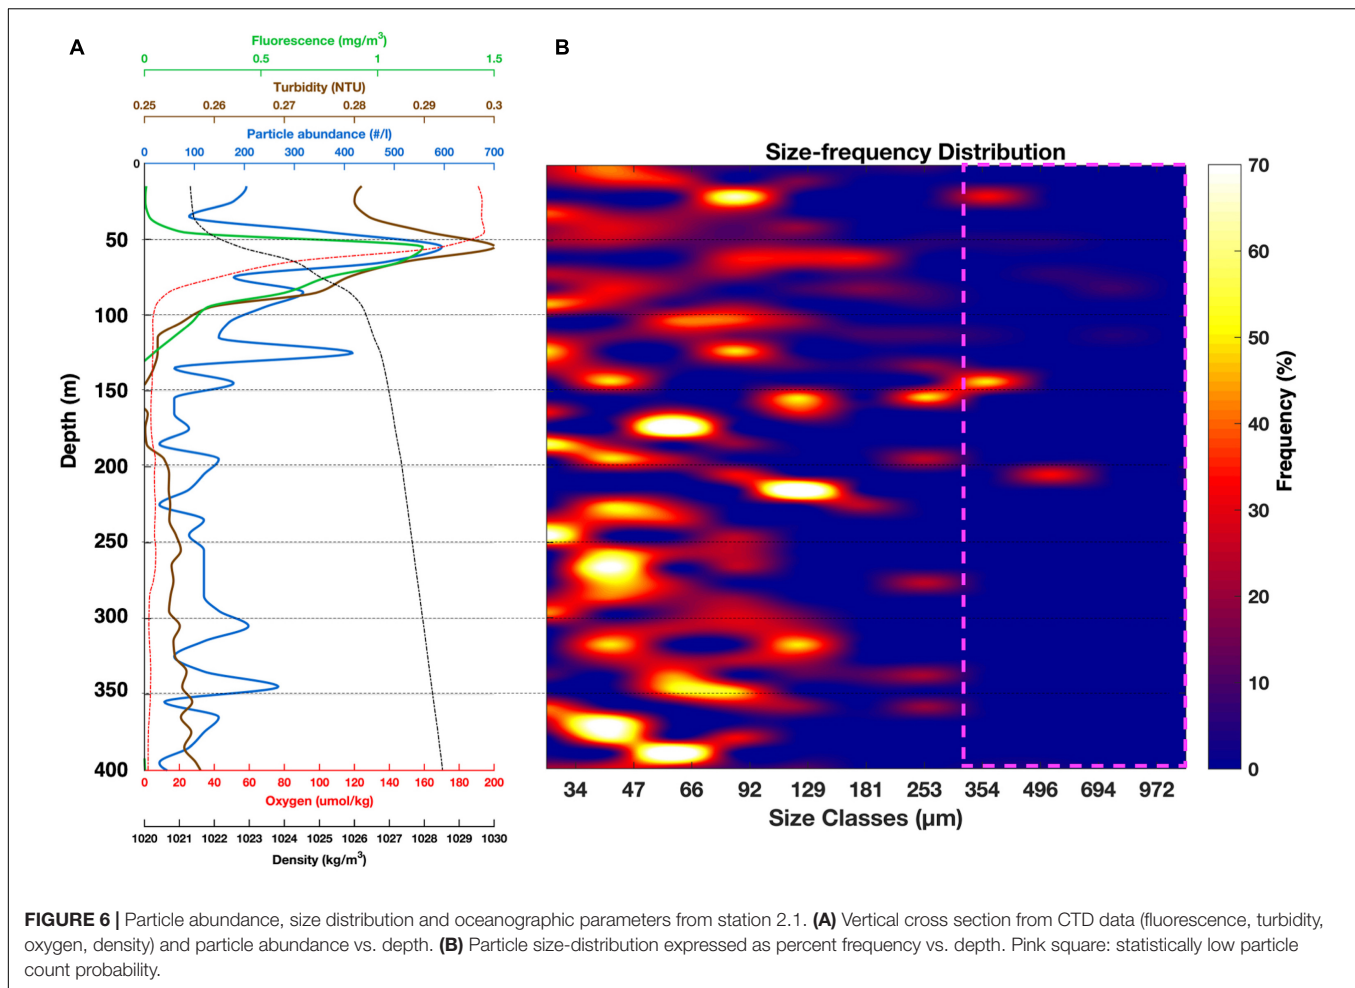 A
B
Fluorescence (mg/m³)
0 0.5 1 1.5
Turbidity (NTU)
0.25 0.26 0.27 0.28 0.29 0.3
Particle abundance (#/l)
0 100 200 300 400 500 600 700
Size-frequency Distribution
0
50
100
150
200
250
300
350
400
Depth (m)
0 20 40 60 80 100 120 140 160 180 200
Oxygen (umol/kg)
1020 1021 1022 1023 1024 1025 1026 1027 1028 1029 1030
Density (kg/m³)
34 47 66 92 129 181 253 354 496 694 972
Size Classes (µm)
70
60
50
40
30
20
10
0
Frequency (%)
FIGURE 6 | Particle abundance, size distribution and oceanographic parameters from station 2.1. (A) Vertical cross section from CTD data (fluorescence, turbidity,
oxygen, density) and particle abundance vs. depth. (B) Particle size-distribution expressed as percent frequency vs. depth. Pink square: statistically low particle
count probability.